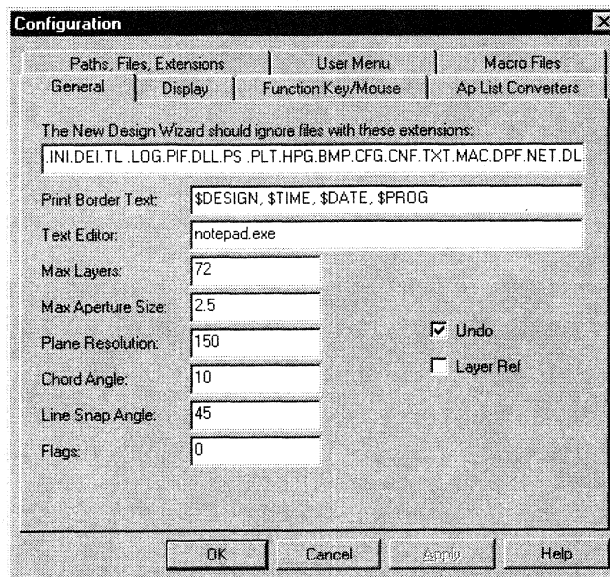 Configuration
Paths, Files, Extensions User Menu Macro Files
General Display Function Key/Mouse Ap List Converters
The New Design Wizard should ignore files with these extensions:
.INI.DEI.TL .LOG.PIF.DLL.PS .PLT.HPG.BMP.CFG.CNF.TXT.MAC.DPF.NET.DL
Print Border Text: $DESIGN, $TIME, $DATE, $PROG
Text Editor: notepad.exe
Max Layers: 72
Max Aperture Size: 2.5
Plane Resolution: 150
Undo
Chord Angle: 10
Layer Ref
Line Snap Angle: 45
Flags: 0
OK Cancel Apply Help